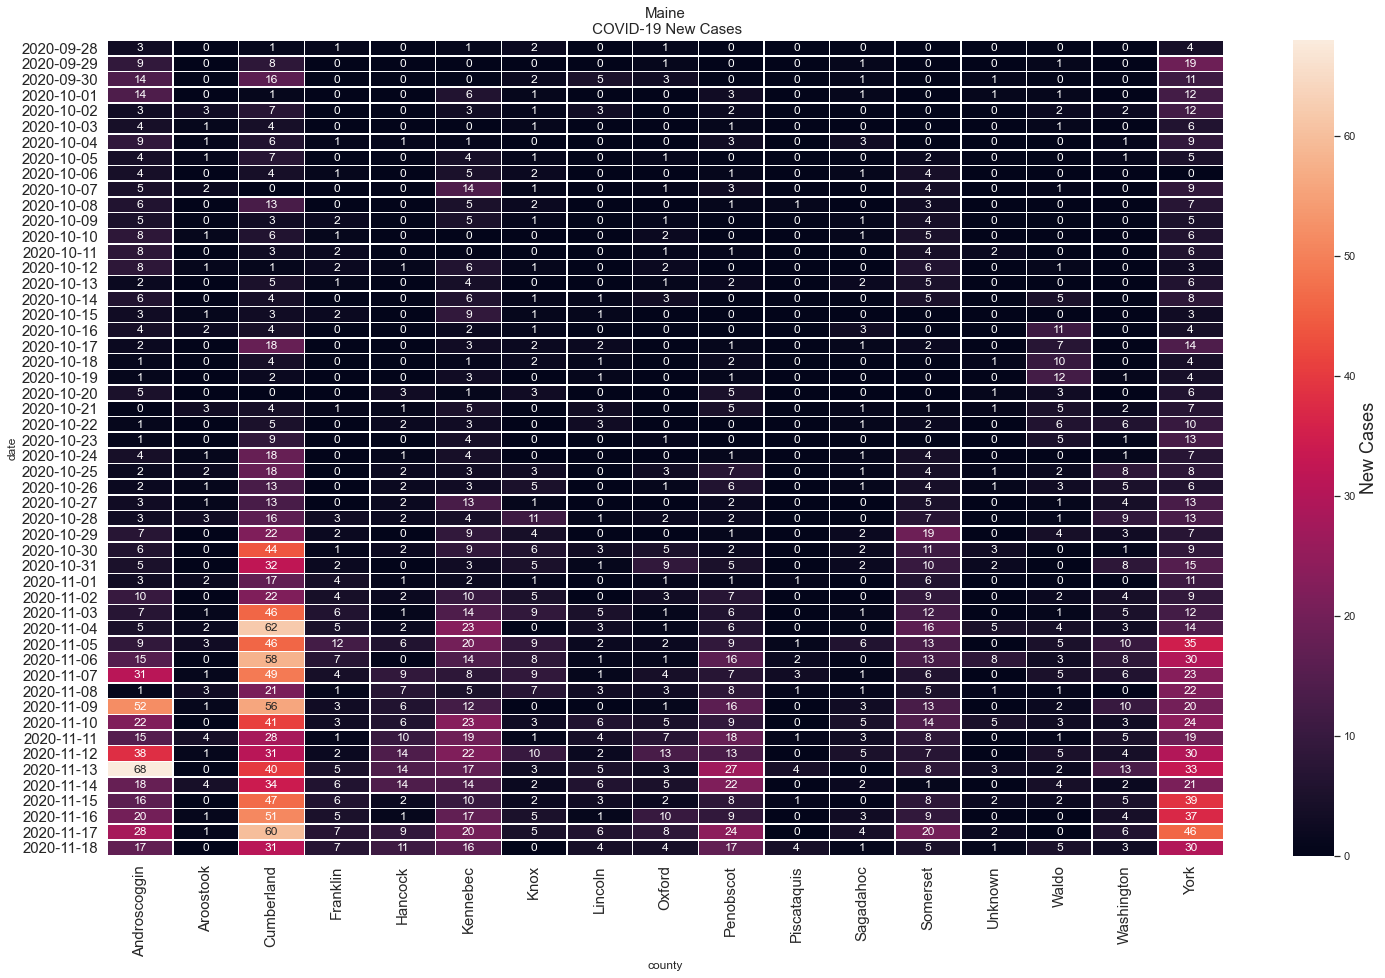 Maine
COVID-19 New Cases
2020-09-28 3 0 1 1 0 1 2 0 1 0 0 0 0 0 0 0 4
2020-09-29 9 0 8 0 0 0 0 0 1 0 0 1 0 0 1 0 19
2020-09-30 14 0 16 0 0 0 2 5 3 0 0 1 0 1 0 0 11
2020-10-01 14 0 1 0 0 6 1 0 0 3 0 1 0 1 1 0 12
2020-10-02 3 3 7 0 0 3 1 3 0 2 0 0 0 0 2 2 12
2020-10-03 4 1 4 0 0 0 1 0 0 1 0 0 0 0 1 0 6
2020-10-04 9 1 6 1 1 1 0 0 0 3 0 3 0 0 0 1 9
2020-10-05 4 1 7 0 0 4 1 0 1 0 0 0 2 0 0 1 5
2020-10-06 4 0 4 1 0 5 2 0 0 1 0 1 4 0 0 0 0
2020-10-07 5 2 0 0 0 14 1 0 1 3 0 0 4 0 1 0 9
2020-10-08 6 0 13 0 0 5 2 0 0 1 1 0 3 0 0 0 7
2020-10-09 5 0 3 2 0 5 1 0 1 0 0 1 4 0 0 0 5
2020-10-10 8 1 6 1 0 0 0 0 2 0 0 1 5 0 0 0 6
2020-10-11 8 0 3 2 0 0 0 0 1 1 0 0 4 2 0 0 6
2020-10-12 8 1 1 2 1 6 1 0 2 0 0 0 6 0 1 0 3
2020-10-13 2 0 5 1 0 4 0 0 1 2 0 2 5 0 0 0 6
2020-10-14 6 0 4 0 0 6 1 1 3 0 0 0 5 0 5 0 8
2020-10-15 3 1 3 2 0 9 1 1 0 0 0 0 0 0 0 0 3
2020-10-16 4 2 4 0 0 2 1 0 0 0 0 3 0 0 11 0 4
2020-10-17 2 0 18 0 0 3 2 2 0 1 0 1 2 0 7 0 14
2020-10-18 1 0 4 0 0 1 2 1 0 2 0 0 0 1 10 0 4
2020-10-19 1 0 2 0 0 3 0 1 0 1 0 0 0 0 12 1 4
2020-10-20 5 0 0 0 3 1 3 0 0 5 0 0 0 1 3 0 6
2020-10-21 0 3 4 1 1 5 0 3 0 5 0 1 1 1 5 2 7
2020-10-22 1 0 5 0 2 3 0 3 0 0 0 1 2 0 6 6 10
2020-10-23 1 0 9 0 0 4 0 0 1 0 0 0 0 0 5 1 13
2020-10-24 4 1 18 0 1 4 0 0 0 1 0 1 4 0 0 1 7
2020-10-25 2 2 18 0 2 3 3 0 3 7 0 1 4 1 2 8 8
2020-10-26 2 1 13 0 2 3 5 0 1 6 0 1 4 1 3 5 6
2020-10-27 3 1 13 0 2 13 1 0 0 2 0 0 5 0 1 4 13
2020-10-28 3 3 16 3 2 4 11 1 2 2 0 0 7 0 1 9 13
2020-10-29 7 0 22 2 0 9 4 0 0 1 0 2 19 0 4 3 7
2020-10-30 6 0 44 1 2 9 6 3 5 2 0 2 11 3 0 1 9
2020-10-31 5 0 32 2 0 3 5 1 9 5 0 2 10 2 0 8 15
2020-11-01 3 2 17 4 1 2 1 0 1 1 1 0 6 0 0 0 11
2020-11-02 10 0 22 4 2 10 5 0 3 7 0 0 9 0 2 4 9
2020-11-03 7 1 46 6 1 14 9 5 1 6 0 1 12 0 1 5 12
2020-11-04 5 2 62 5 2 23 0 3 1 6 0 0 16 5 4 3 14
2020-11-05 9 3 46 12 6 20 9 2 2 9 1 6 13 0 5 10 35
2020-11-06 15 0 58 7 0 14 8 1 1 16 2 0 13 8 3 8 30
2020-11-07 31 1 49 4 9 8 9 1 4 7 3 1 6 0 5 6 23
2020-11-08 1 3 21 1 7 5 7 3 3 8 1 1 5 1 1 0 22
2020-11-09 52 1 56 3 6 12 0 0 1 16 0 3 13 0 2 10 20
2020-11-10 22 0 41 3 6 23 3 6 5 9 0 5 14 5 3 3 24
2020-11-11 15 4 28 1 10 19 1 4 7 18 1 3 8 0 1 5 19
2020-11-12 38 1 31 2 14 22 10 2 13 13 0 5 7 0 5 4 30
2020-11-13 68 0 40 5 14 17 3 5 3 27 4 0 8 3 2 13 33
2020-11-14 18 4 34 6 14 14 2 6 5 22 0 2 1 0 4 2 21
2020-11-15 16 0 47 6 2 10 2 3 2 8 1 0 8 2 2 5 39
2020-11-16 20 0 51 5 1 17 5 1 10 9 0 3 9 0 0 4 37
2020-11-17 28 1 60 7 9 20 5 6 8 24 0 4 20 2 0 6 46
2020-11-18 17 0 31 7 11 16 0 4 4 17 4 1 5 1 5 3 30
date
Androscoggin Aroostook Cumberland Franklin Hancock Kennebec Knox Lincoln Oxford Penobscot Piscataquis Sagadahoc Somerset Unknown Waldo Washington York
county
60
50
40
30
20
10
0
New Cases